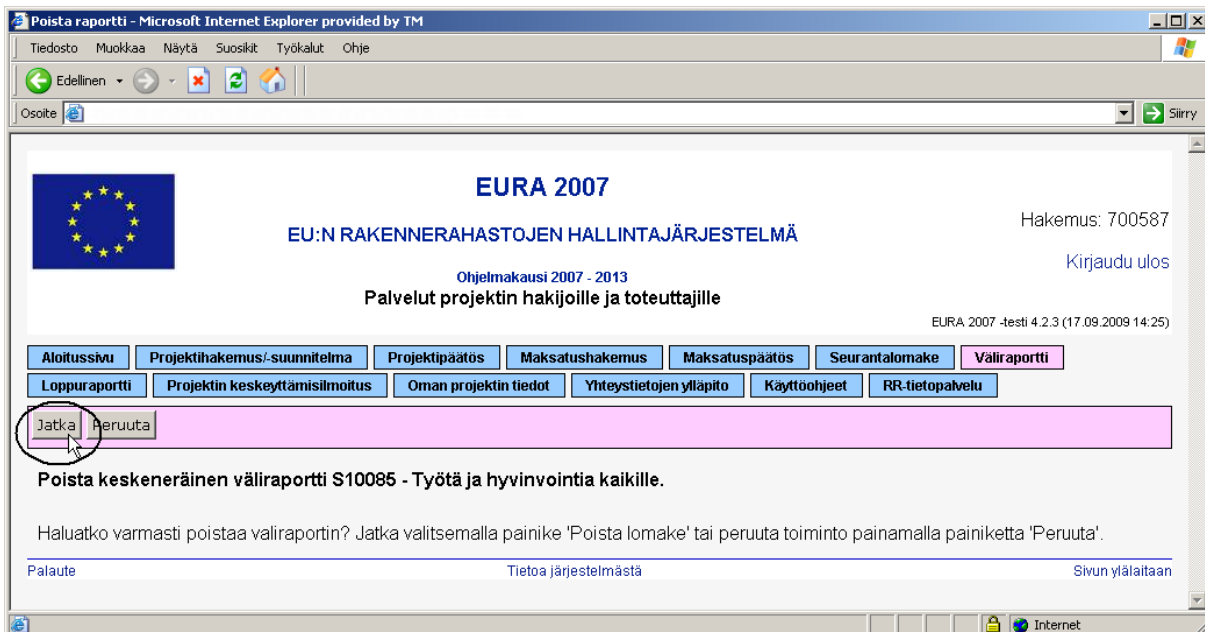 Poista raportti - Microsoft Internet Explorer provided by TM
Tiedosto Muokkaa Näytä Suosikit Työkalut Ohje
Edellinen
Osoite Siirry
EURA 2007
Hakemus: 700587
EU:N RAKENNERAHASTOJEN HALLINTAJÄRJESTELMÄ
Kirjaudu ulos
Ohjelmakausi 2007 - 2013
Palvelut projektin hakijoille ja toteuttajille
EURA 2007 -testi 4.2.3 (17.09.2009 14:25)
Aloitussivu Projektihakemus/-suunnitelma Projektipäätös Maksatushakemus Maksatuspäätös Seurantalomake Väliraportti
Loppuraportti Projektin keskeyttämisilmoitus Oman projektin tiedot Yhteystietojen ylläpito Käyttöohjeet RR-tietopalvelu
Jatka Peruuta
Poista keskeneräinen väliraportti S10085 - Työtä ja hyvinvointia kaikille.
Haluatko varmasti poistaa valiraportin? Jatka valitsemalla painike 'Poista lomake' tai peruuta toiminto painamalla painiketta 'Peruuta'.
Palaute Tietoa järjestelmästä Sivun ylälaitaan
Internet